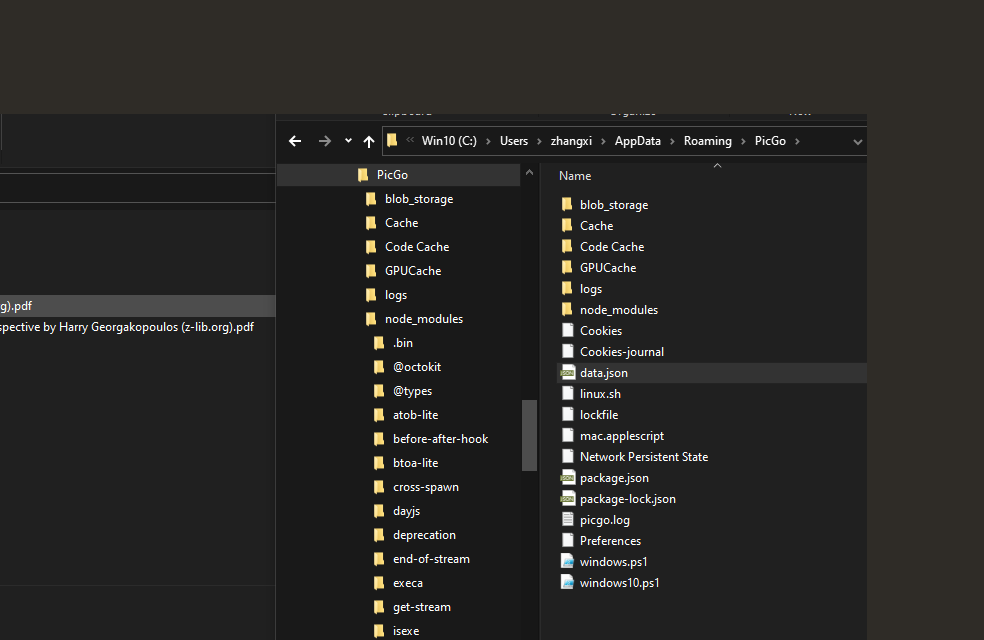 Clipboard
Organize
New
Win10 (C:) > Users > zhangxi > AppData > Roaming > PicGo >
g).pdf
spective by Harry Georgakopoulos (z-lib.org).pdf
PicGo
blob_storage
Cache
Code Cache
GPUCache
logs
node_modules
.bin
@octokit
@types
atob-lite
before-after-hook
btoa-lite
cross-spawn
dayjs
deprecation
end-of-stream
execa
get-stream
isexe
Name
blob_storage
Cache
Code Cache
GPUCache
logs
node_modules
Cookies
Cookies-journal
data.json
linux.sh
lockfile
mac.applescript
Network Persistent State
package.json
package-lock.json
picgo.log
Preferences
windows.ps1
windows10.ps1